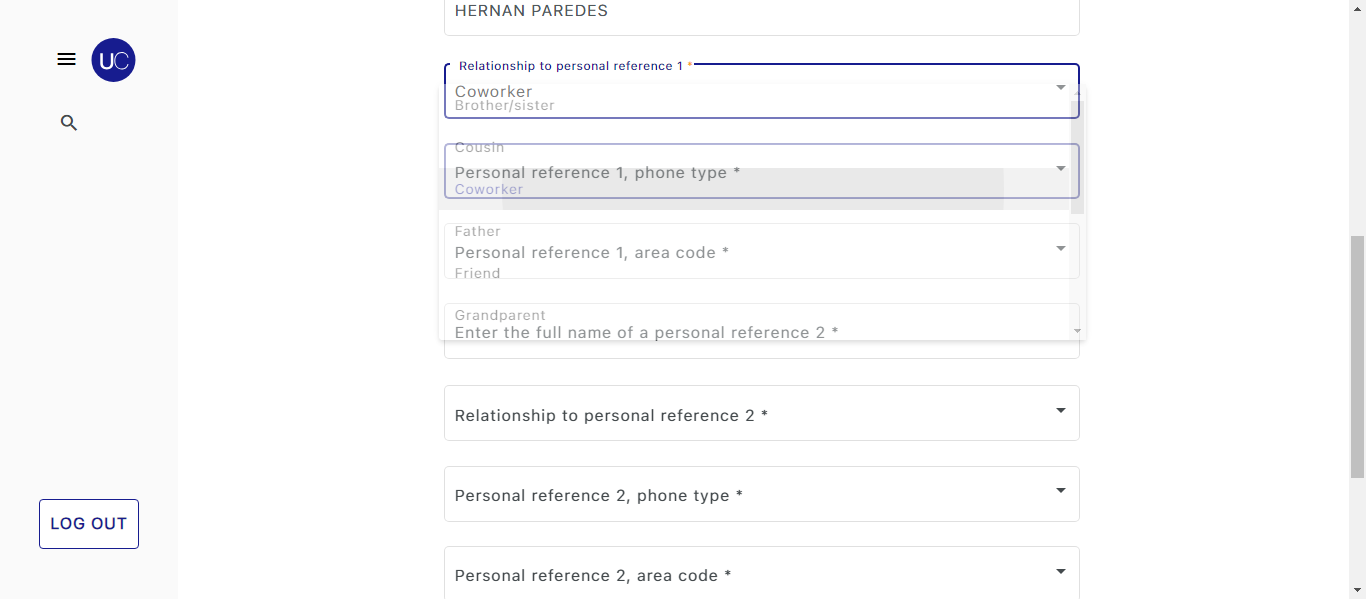 HERNAN PAREDES
UC
Relationship to personal reference 1 *
Coworker
Brother/sister
Cousin
Personal reference 1, phone type *
Coworker
Father
Personal reference 1, area code *
Friend
Grandparent
Enter the full name of a personal reference 2 *
Relationship to personal reference 2 *
Personal reference 2, phone type *
LOG OUT
Personal reference 2, area code *